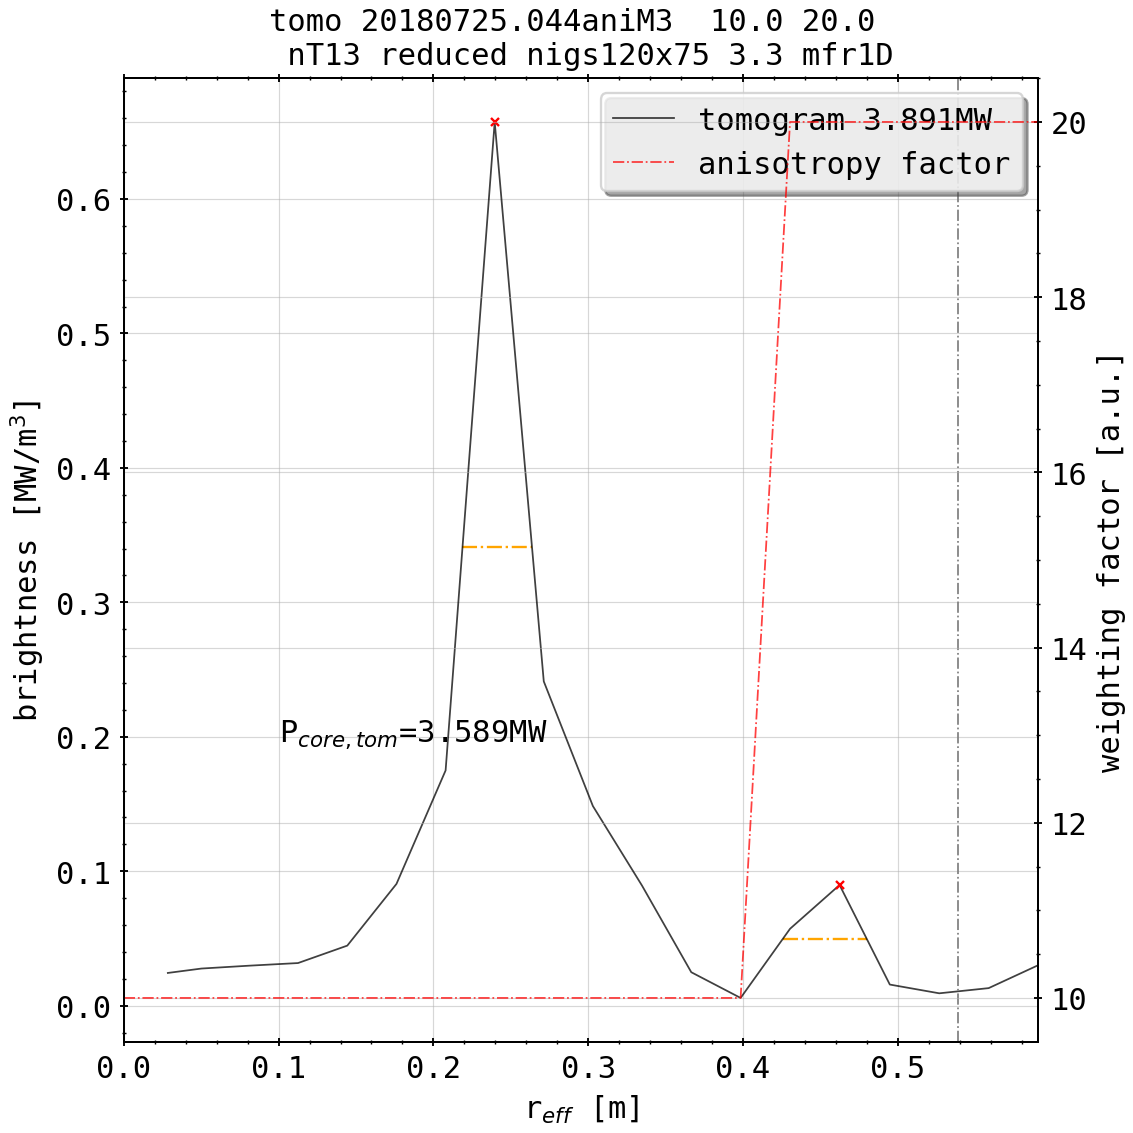 tomo 20180725.044aniM3  10.0 20.0
nT13 reduced nigs120x75 3.3 mfr1D
tomogram 3.891MW
anisotropy factor
brightness [MW/m³]
0.6
0.5
0.4
0.3
0.2
0.1
0.0
P_core,tom=3.589MW
20
18
16
14
12
10
weighting factor [a.u.]
0.0 0.1 0.2 0.3 0.4 0.5
r_eff [m]